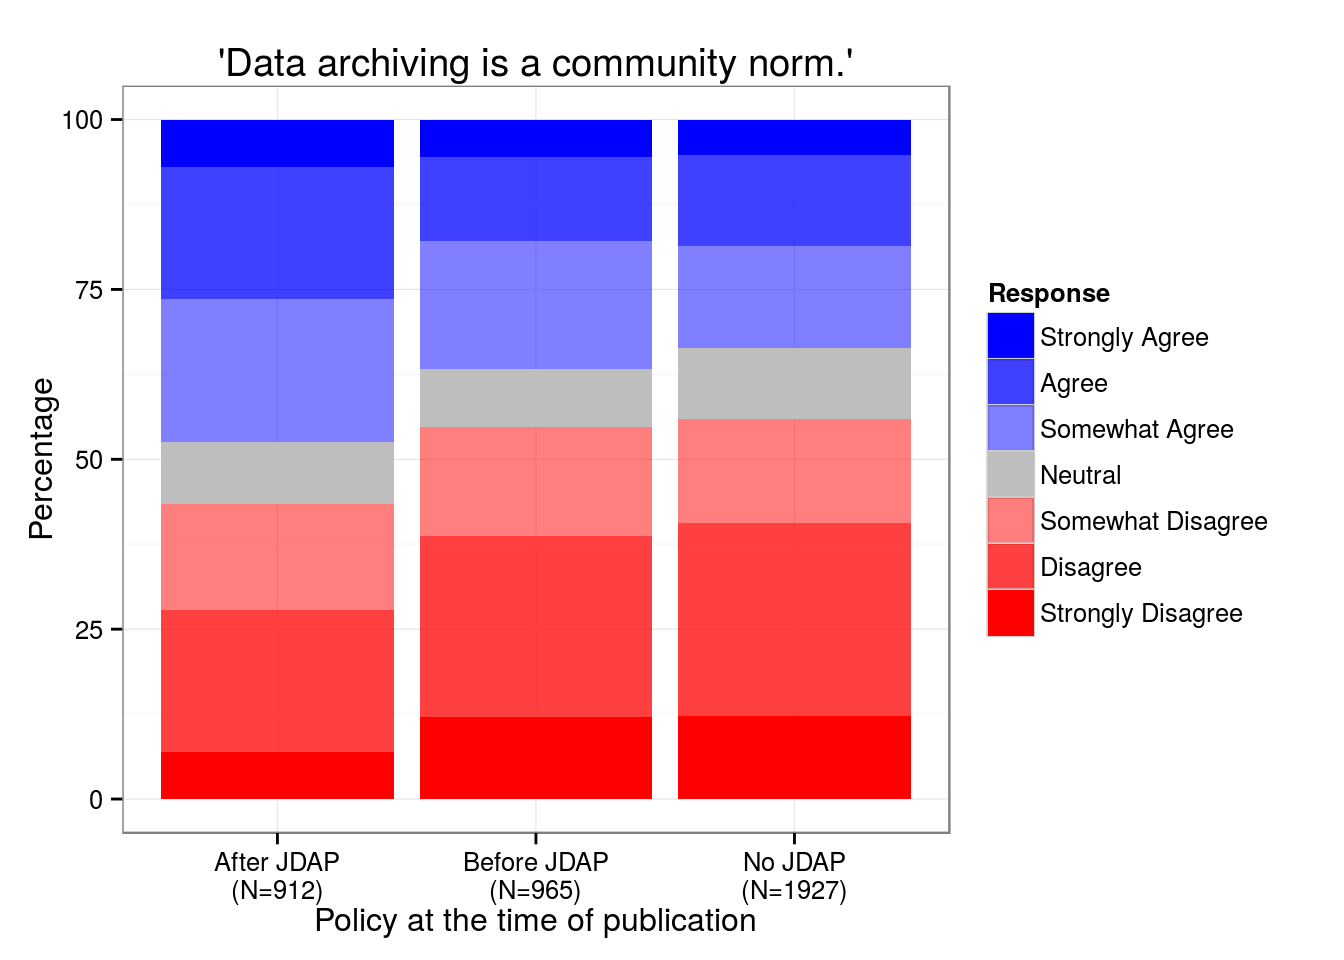 'Data archiving is a community norm.'
100
75
50
25
0
Percentage
After JDAP
(N=912)
Before JDAP
(N=965)
No JDAP
(N=1927)
Policy at the time of publication
Response
Strongly Agree
Agree
Somewhat Agree
Neutral
Somewhat Disagree
Disagree
Strongly Disagree